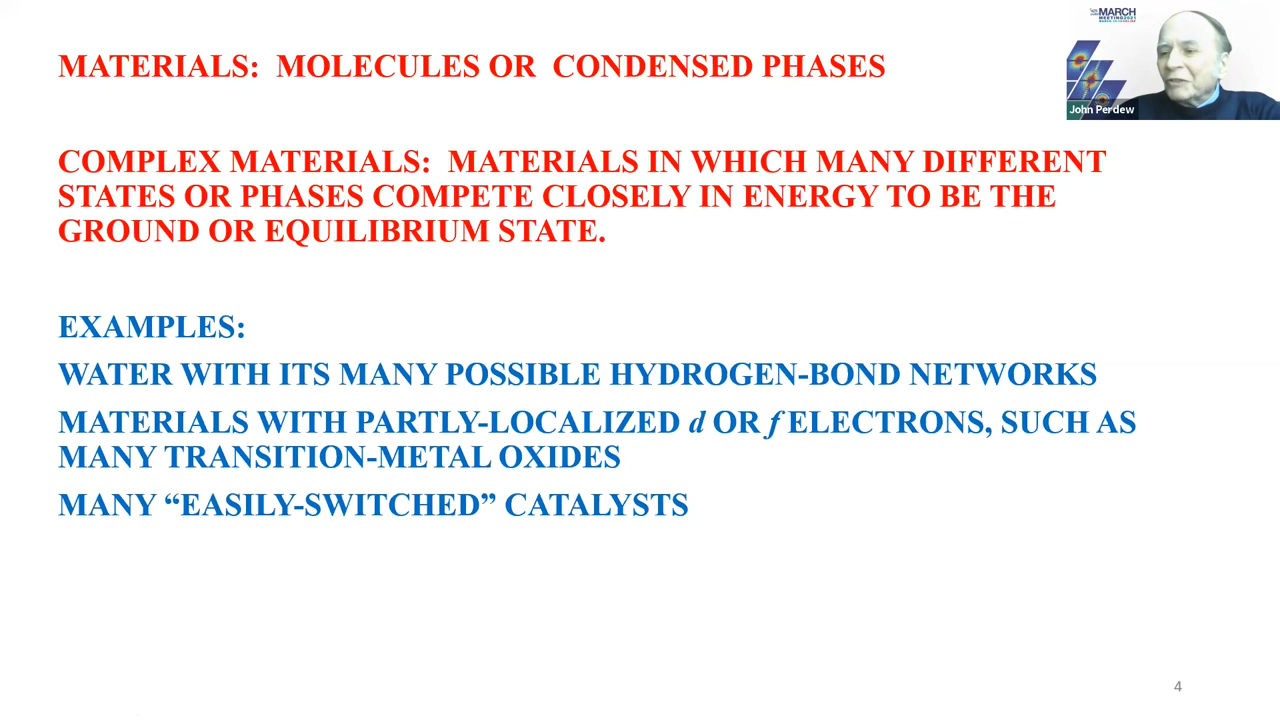 MATERIALS: MOLECULES OR CONDENSED PHASES
COMPLEX MATERIALS: MATERIALS IN WHICH MANY DIFFERENT
STATES OR PHASES COMPETE CLOSELY IN ENERGY TO BE THE
GROUND OR EQUILIBRIUM STATE.
EXAMPLES:
WATER WITH ITS MANY POSSIBLE HYDROGEN-BOND NETWORKS
MATERIALS WITH PARTLY-LOCALIZED d OR f ELECTRONS, SUCH AS
MANY TRANSITION-METAL OXIDES
MANY “EASILY-SWITCHED” CATALYSTS
MARCH
MEETING2021
John Perdew
4